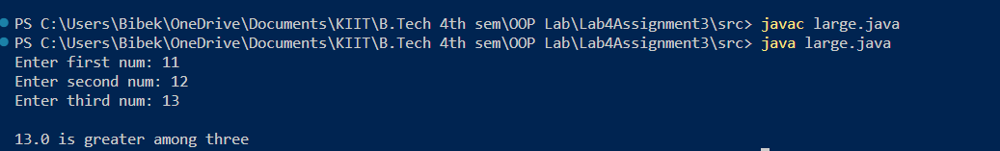 PS C:\Users\Bibek\OneDrive\Documents\KIIT\B.Tech 4th sem\OOP Lab\Lab4Assignment3\src> javac large.java
PS C:\Users\Bibek\OneDrive\Documents\KIIT\B.Tech 4th sem\OOP Lab\Lab4Assignment3\src> java large.java
Enter first num: 11
Enter second num: 12
Enter third num: 13
13.0 is greater among three